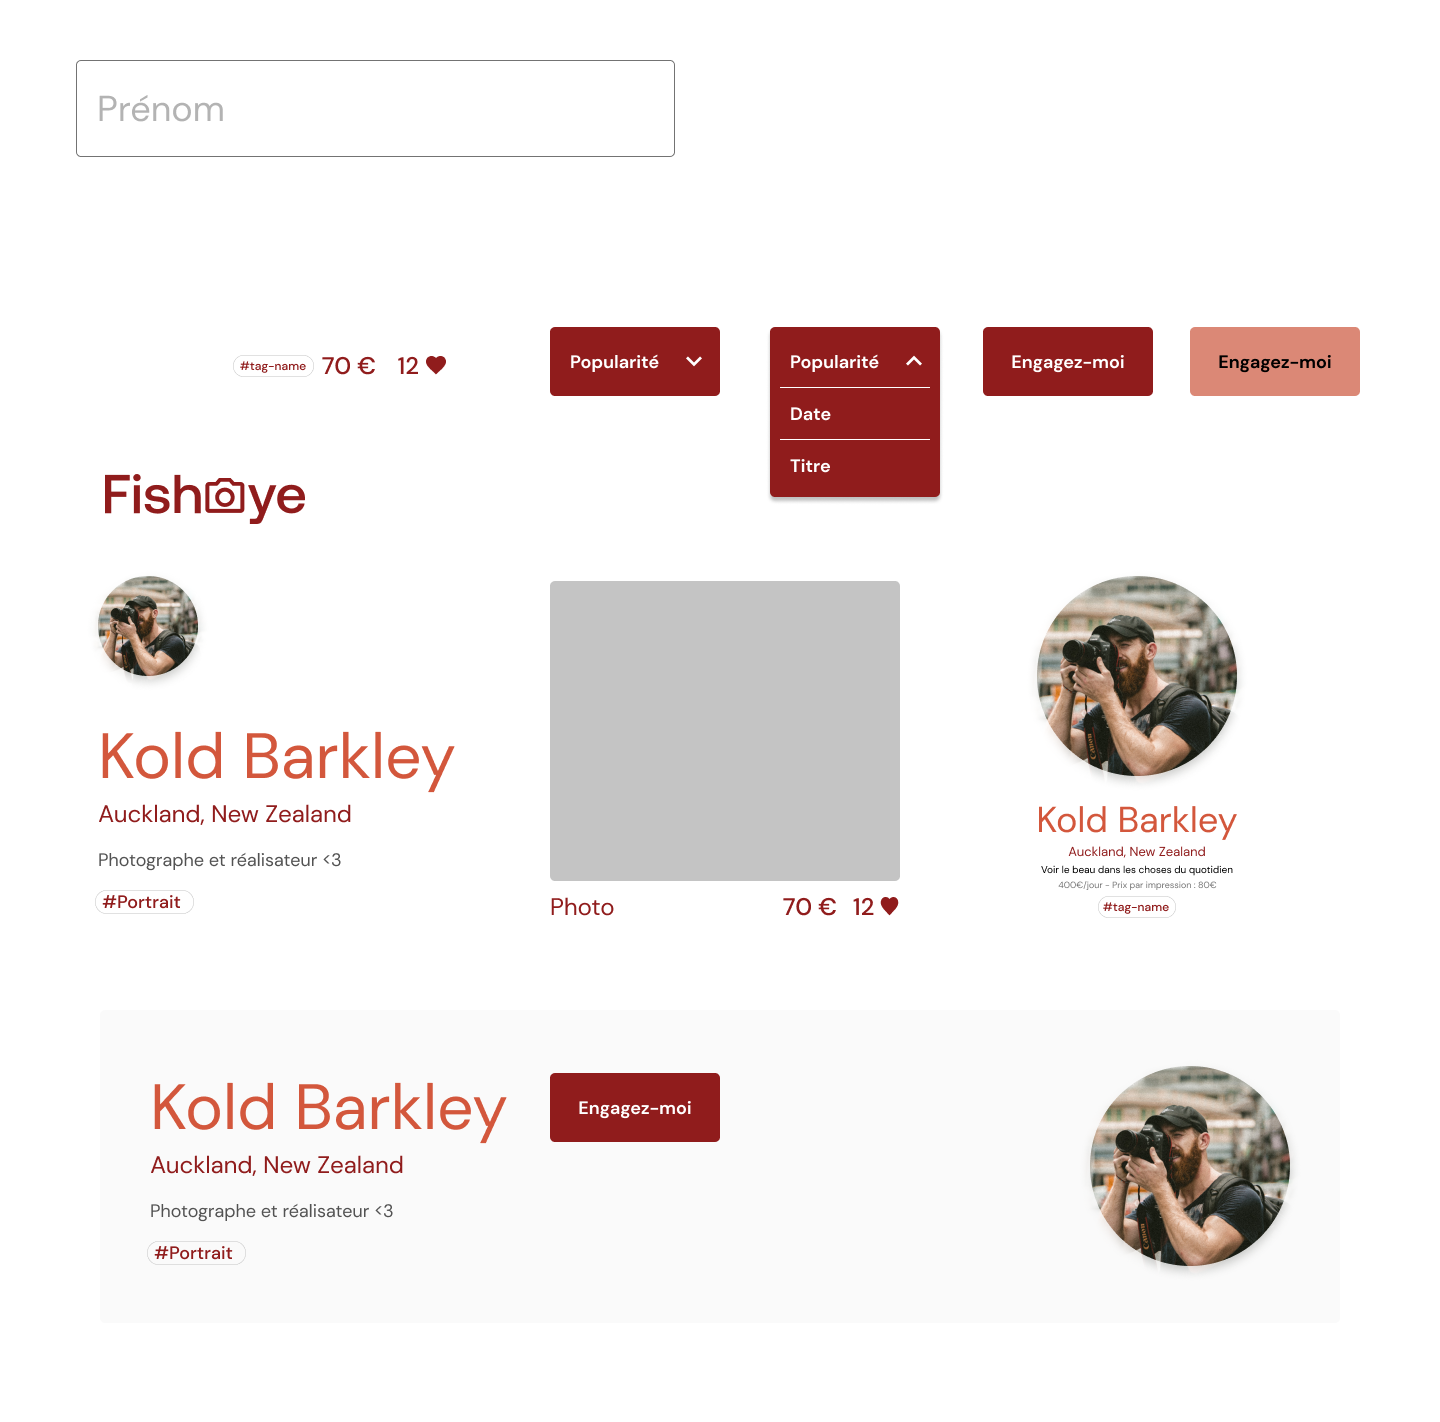 Prénom
#tag-name 70 € 12
Popularité
Popularité
Date
Titre
Engagez-moi
Engagez-moi
Fisheye
Kold Barkley
Auckland, New Zealand
Photographe et réalisateur <3
#Portrait
Photo 70 € 12
Kold Barkley
Auckland, New Zealand
Voir le beau dans les choses du quotidien
400€/jour - Prix par impression : 80€
#tag-name
Kold Barkley
Auckland, New Zealand
Photographe et réalisateur <3
#Portrait
Engagez-moi
Canon
Canon